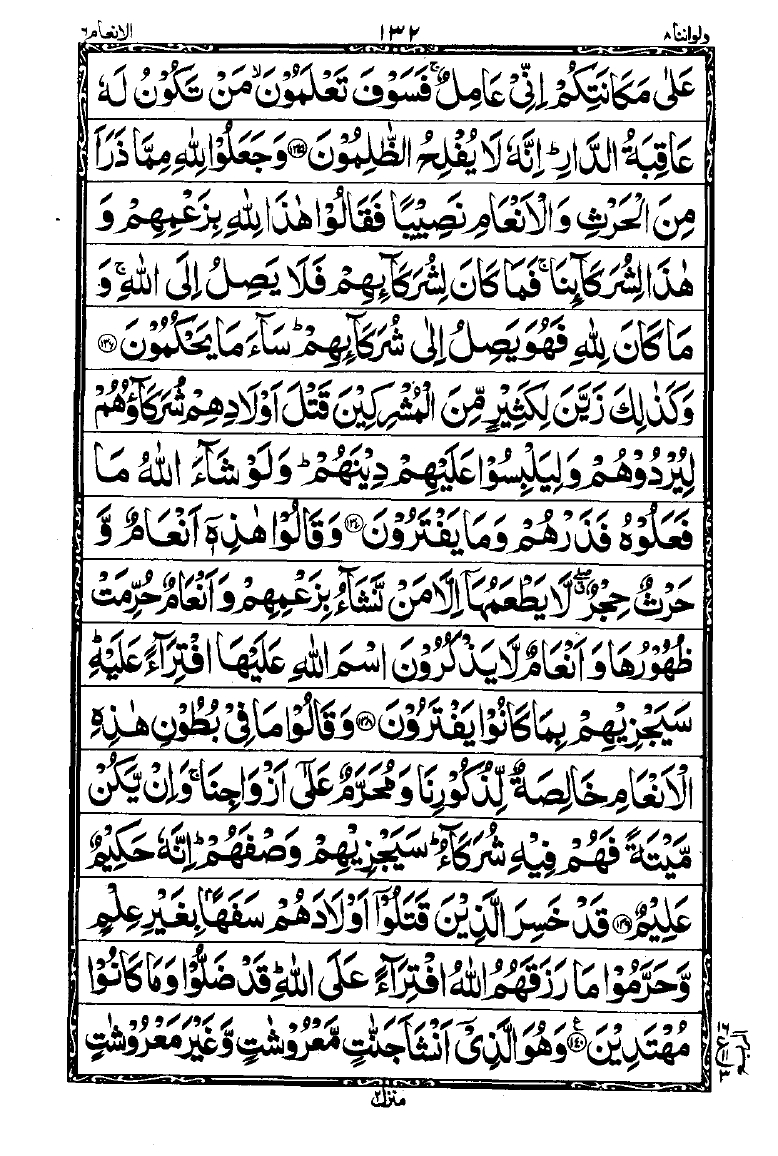 ولواننا ٨ ١٣٢ الانعام ٦
عَلٰى مَكَانَتِكُمْ اِنِّىْ عَامِلٌ ۚ فَسَوْفَ تَعْلَمُوْنَ ۙ مَنْ تَكُوْنُ لَهٗ
عَاقِبَةُ الدَّارِ ؕ اِنَّهٗ لَا يُفْلِحُ الظّٰلِمُوْنَ ﴿۱۳۵﴾ وَجَعَلُوْا لِلّٰهِ مِمَّا ذَرَاَ
مِنَ الْحَرْثِ وَالْاَنْعَامِ نَصِيْبًا فَقَالُوْا هٰذَا لِلّٰهِ بِزَعْمِهِمْ وَ
هٰذَا لِشُرَكَآئِنَا ۚ فَمَا كَانَ لِشُرَكَآئِهِمْ فَلَا يَصِلُ اِلَى اللّٰهِ ۚ وَ
مَا كَانَ لِلّٰهِ فَهُوَ يَصِلُ اِلٰى شُرَكَآئِهِمْ ؕ سَآءَ مَا يَحْكُمُوْنَ ﴿۱۳۶﴾
وَكَذٰلِكَ زَيَّنَ لِكَثِيْرٍ مِّنَ الْمُشْرِكِيْنَ قَتْلَ اَوْلَادِهِمْ شُرَكَآؤُهُمْ
لِيُرْدُوْهُمْ وَلِيَلْبِسُوْا عَلَيْهِمْ دِيْنَهُمْ ؕ وَلَوْ شَآءَ اللّٰهُ مَا
فَعَلُوْهُ فَذَرْهُمْ وَمَا يَفْتَرُوْنَ ﴿۱۳۷﴾ وَقَالُوْا هٰذِهٖۤ اَنْعَامٌ وَّ
حَرْثٌ حِجْرٌ ۖ لَّا يَطْعَمُهَاۤ اِلَّا مَنْ نَّشَآءُ بِزَعْمِهِمْ وَاَنْعَامٌ حُرِّمَتْ
ظُهُوْرُهَا وَاَنْعَامٌ لَّا يَذْكُرُوْنَ اسْمَ اللّٰهِ عَلَيْهَا افْتِرَآءً عَلَيْهِ ؕ
سَيَجْزِيْهِمْ بِمَا كَانُوْا يَفْتَرُوْنَ ﴿۱۳۸﴾ وَقَالُوْا مَا فِىْ بُطُوْنِ هٰذِهِ
الْاَنْعَامِ خَالِصَةٌ لِّذُكُوْرِنَا وَمُحَرَّمٌ عَلٰٓى اَزْوَاجِنَا ۚ وَاِنْ يَّكُنْ
مَّيْتَةً فَهُمْ فِيْهِ شُرَكَآءُ ؕ سَيَجْزِيْهِمْ وَصْفَهُمْ ؕ اِنَّهٗ حَكِيْمٌ
عَلِيْمٌ ﴿۱۳۹﴾ قَدْ خَسِرَ الَّذِيْنَ قَتَلُوْۤا اَوْلَادَهُمْ سَفَهًاۢ بِغَيْرِ عِلْمٍ
وَّحَرَّمُوْا مَا رَزَقَهُمُ اللّٰهُ افْتِرَآءً عَلَى اللّٰهِ ؕ قَدْ ضَلُّوْا وَمَا كَانُوْا
مُهْتَدِيْنَ ﴿۱۴۰﴾ ع وَهُوَ الَّذِىْۤ اَنْشَاَ جَنّٰتٍ مَّعْرُوْشٰتٍ وَّغَيْرَ مَعْرُوْشٰتٍ
منزل ٢